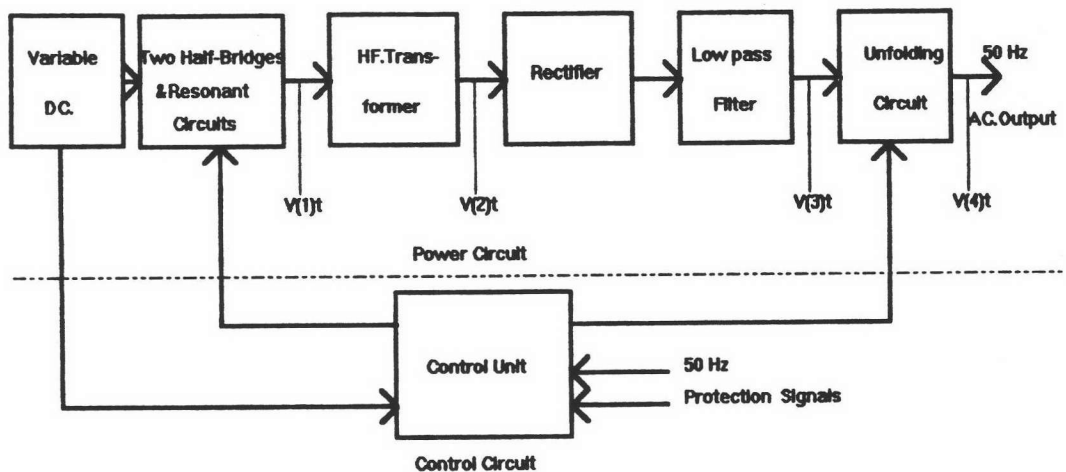 Variable
DC.
Two Half-Bridges
&Resonant
Circuits
HF.Trans-
former
Rectifier
Low pass
Filter
Unfolding
Circuit
50 Hz
AC.Output
V(1)t
V(2)t
V(3)t
V(4)t
Power Circuit
Control Unit
50 Hz
Protection Signals
Control Circuit